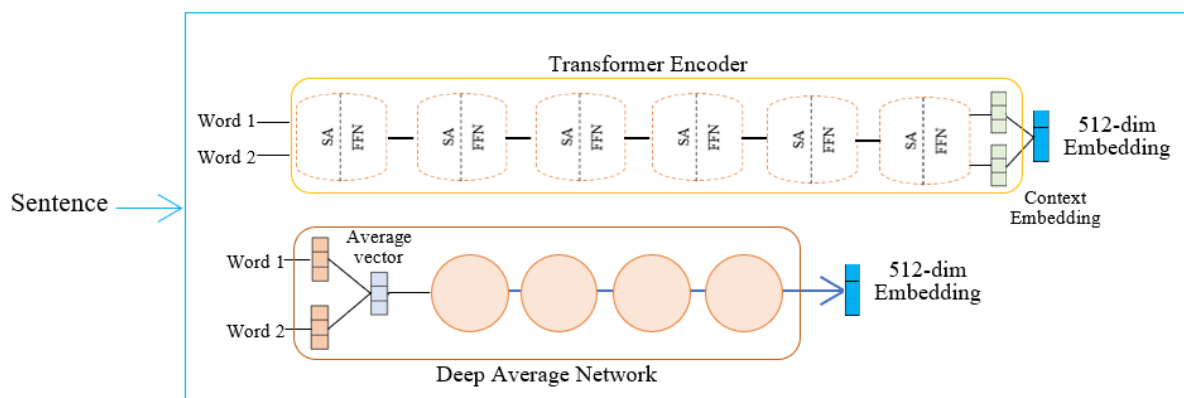 Transformer Encoder
Word 1
Word 2
SA FFN SA FFN SA FFN SA FFN SA FFN SA FFN
512-dim
Embedding
Context
Embedding
Sentence
Word 1
Word 2
Average
vector
512-dim
Embedding
Deep Average Network